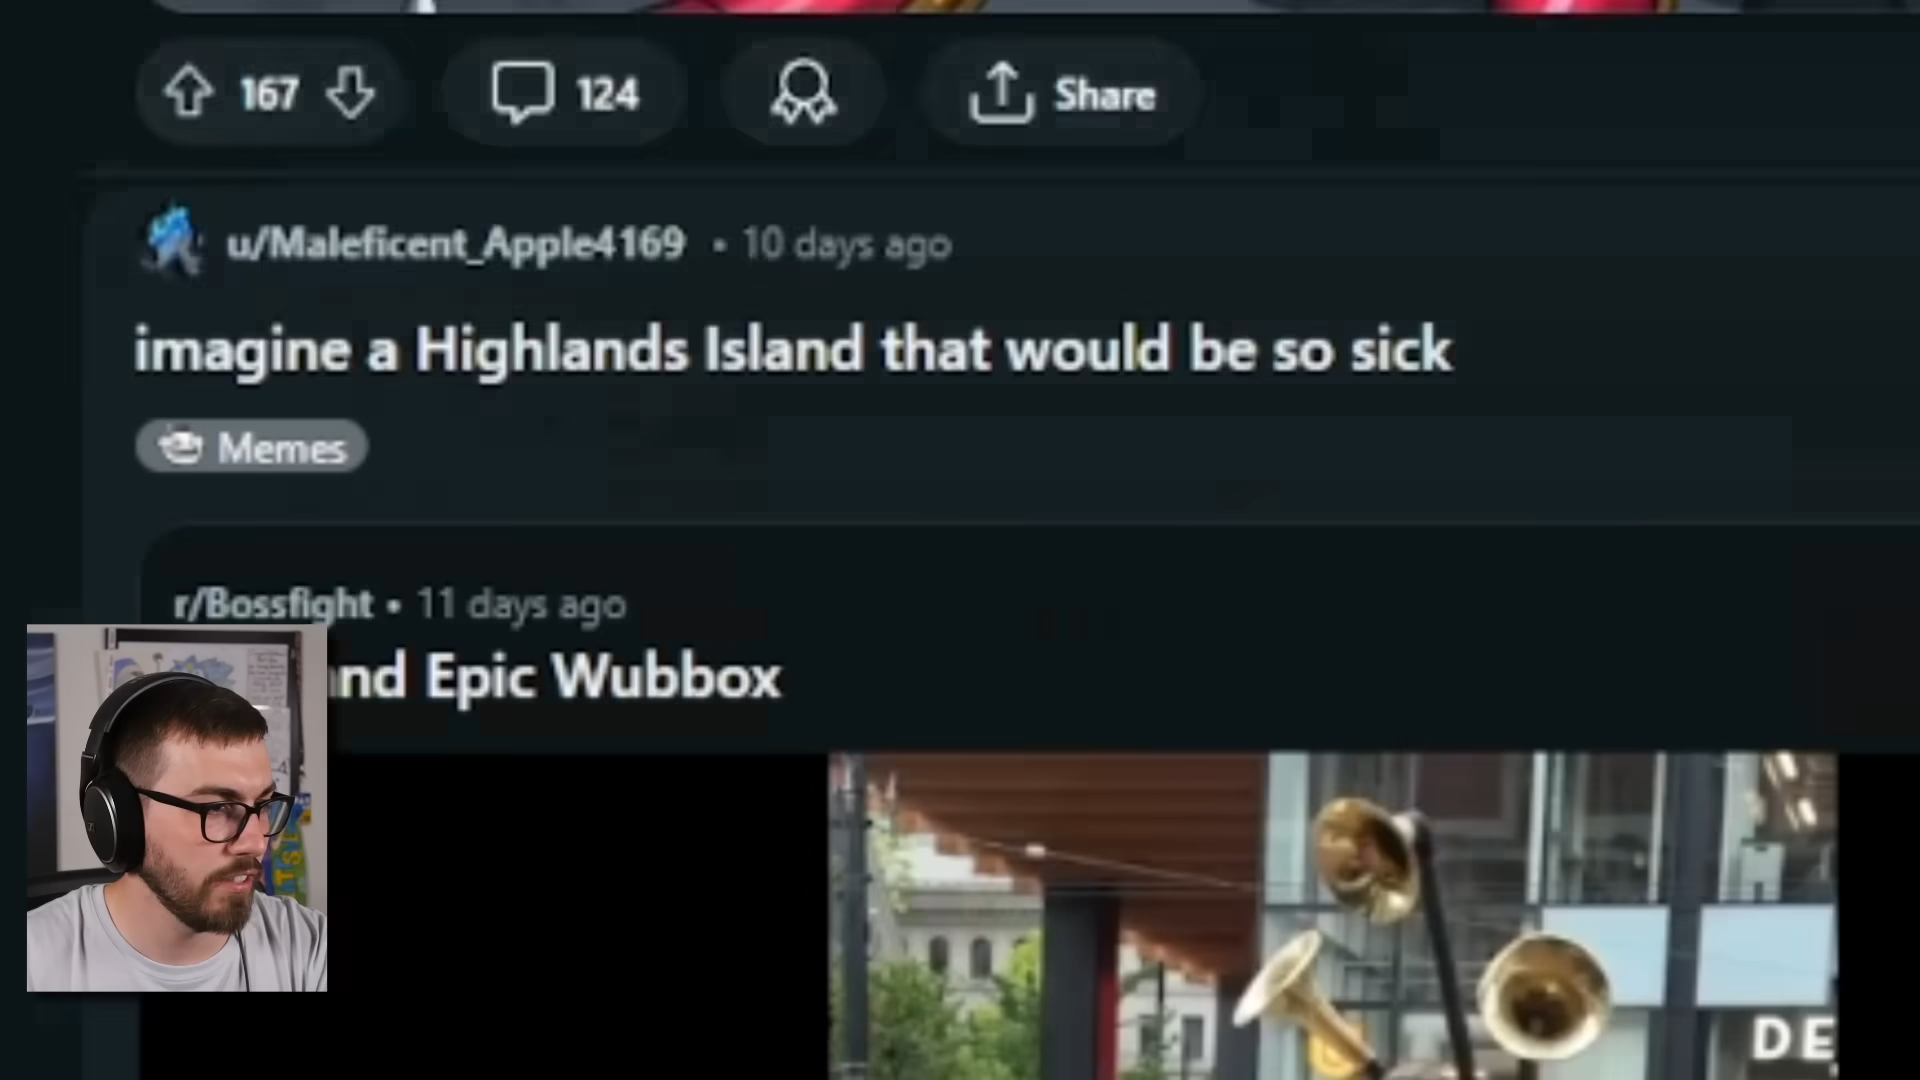 167
124
Share
u/Maleficent_Apple4169 • 10 days ago
imagine a Highlands Island that would be so sick
Memes
r/Bossfight • 11 days ago
nd Epic Wubbox
DE